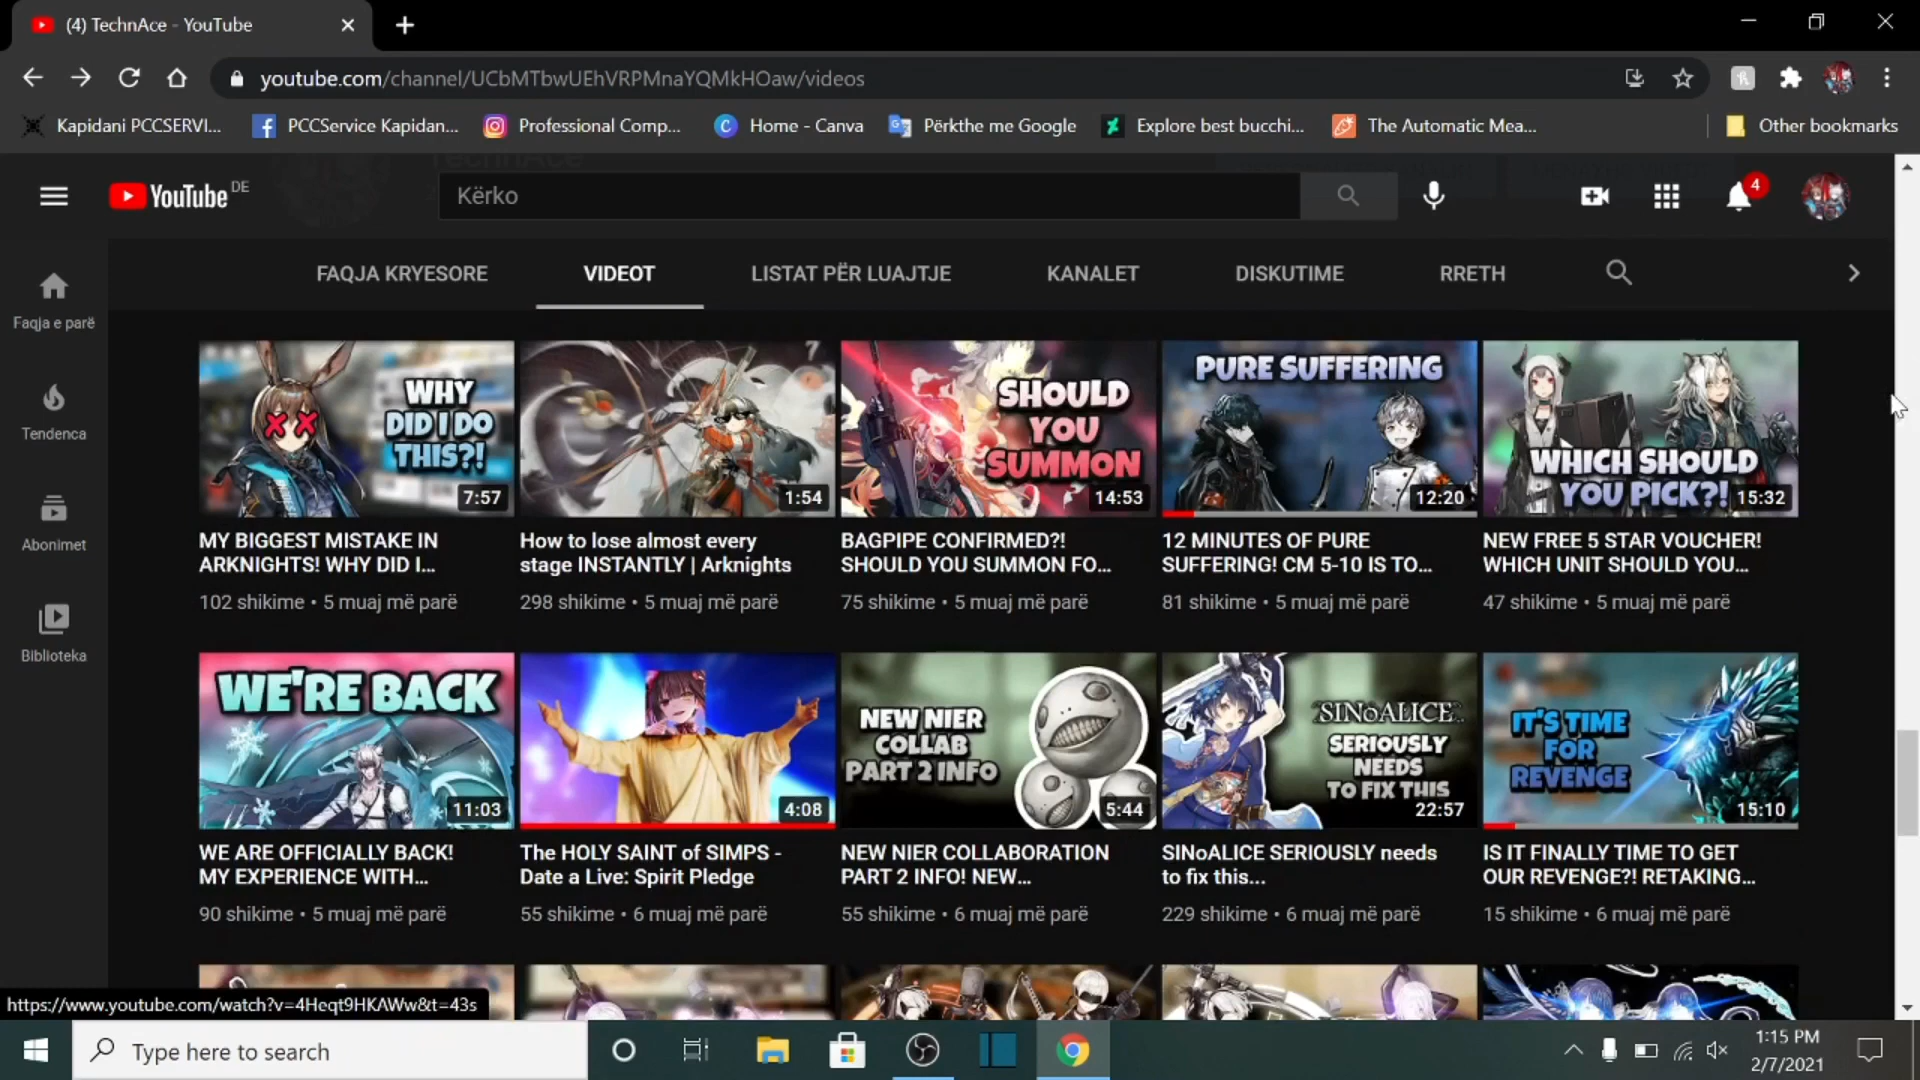 (4) TechnAce - YouTube
youtube.com/channel/UCbMTbwUEhVRPMnaYQMkHOaw/videos
Kapidani PCCSERVI...
PCCService Kapidan...
Professional Comp...
Home - Canva
Përkthe me Google
Explore best bucchi...
The Automatic Mea...
Other bookmarks
TechnAce
YouTube DE
Kërko
4
FAQJA KRYESORE
VIDEOT
LISTAT PËR LUAJTJE
KANALET
DISKUTIME
RRETH
Faqja e parë
Tendenca
Abonimet
Biblioteka
WHY
DID I DO
THIS?!
7:57
1:54
SHOULD
YOU
SUMMON
14:53
PURE SUFFERING
12:20
WHICH SHOULD
YOU PICK?!
15:32
MY BIGGEST MISTAKE IN
ARKNIGHTS! WHY DID I...
102 shikime • 5 muaj më parë
How to lose almost every
stage INSTANTLY | Arknights
298 shikime • 5 muaj më parë
BAGPIPE CONFIRMED?!
SHOULD YOU SUMMON FO...
75 shikime • 5 muaj më parë
12 MINUTES OF PURE
SUFFERING! CM 5-10 IS TO...
81 shikime • 5 muaj më parë
NEW FREE 5 STAR VOUCHER!
WHICH UNIT SHOULD YOU...
47 shikime • 5 muaj më parë
WE'RE BACK
11:03
4:08
NEW NIER
COLLAB
PART 2 INFO
5:44
SINoALICE
SERIOUSLY
NEEDS
TO FIX THIS
22:57
IT'S TIME
FOR
REVENGE
15:10
WE ARE OFFICIALLY BACK!
MY EXPERIENCE WITH...
90 shikime • 5 muaj më parë
The HOLY SAINT of SIMPS -
Date a Live: Spirit Pledge
55 shikime • 6 muaj më parë
NEW NIER COLLABORATION
PART 2 INFO! NEW...
55 shikime • 6 muaj më parë
SINoALICE SERIOUSLY needs
to fix this...
229 shikime • 6 muaj më parë
IS IT FINALLY TIME TO GET
OUR REVENGE?! RETAKING...
15 shikime • 6 muaj më parë
https://www.youtube.com/watch?v=4Heqt9HKAWw&t=43s
Type here to search
1:15 PM
2/7/2021